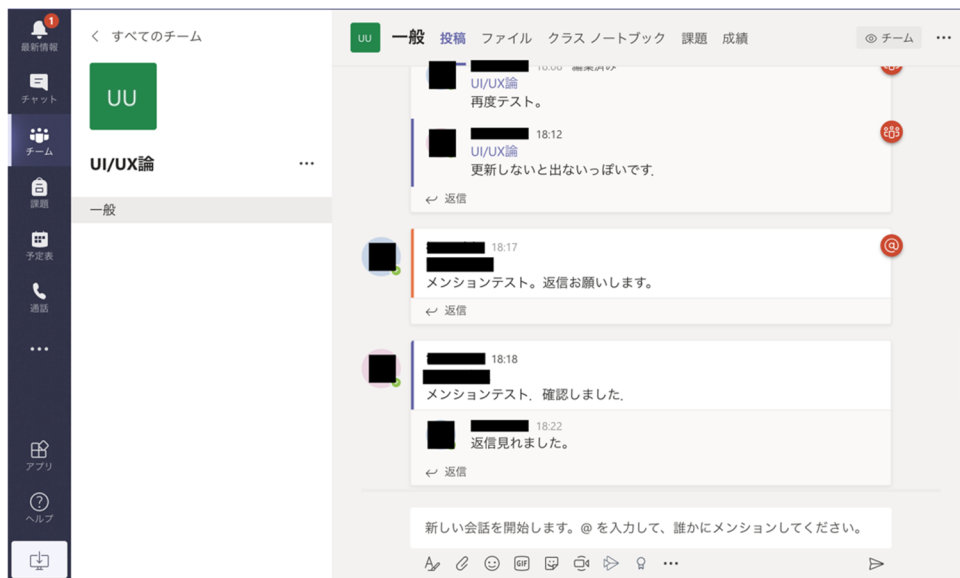 1
最新情報
チャット
チーム
課題
予定表
通話
アプリ
ヘルプ
すべてのチーム
UU
UI/UX論
一般
UU
一般 投稿 ファイル クラス ノートブック 課題 成績
チーム
編集済み
UI/UX論
再度テスト。
18:12
UI/UX論
更新しないと出ないっぽいです.
返信
18:17
@
メンションテスト。返信お願いします。
返信
18:18
メンションテスト．確認しました．
18:22
返信見れました。
返信
新しい会話を開始します。@ を入力して、誰かにメンションしてください。
GIF